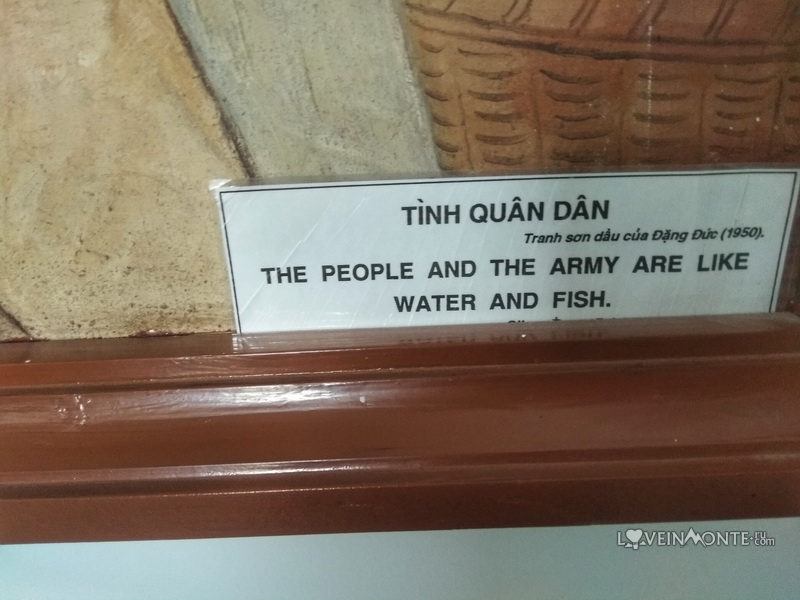 TÌNH QUÂN DÂN
Tranh sơn dầu của Đặng Đức (1950).
THE PEOPLE AND THE ARMY ARE LIKE
WATER AND FISH.
LOVEINMONTE.ru
.com